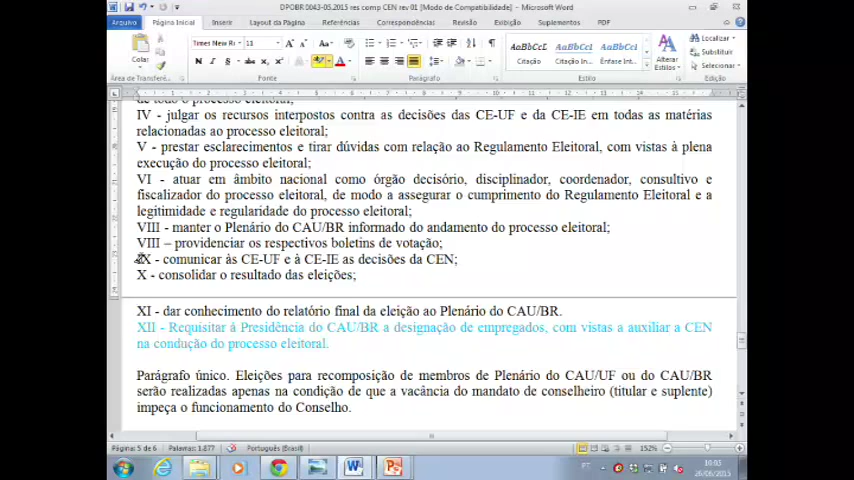 DPOBR 0043-05.2015 res comp CEN rev 01 [Modo de Compatibilidade] - Microsoft Word
Arquivo Página Inicial Inserir Layout da Página Referências Correspondências Revisão Exibição Suplementos PDF
Times New Ro 11
Colar
AaBbCcL AaBbCcI AaBbCcI
Citação Citação In... Ênfase Int...
Alterar Estilos
Localizar
Substituir
Selecionar
Área de Transferê... Fonte Parágrafo Estilo Edição
de todo o processo eleitoral;
IV - julgar os recursos interpostos contra as decisões das CE-UF e da CE-IE em todas as matérias
relacionadas ao processo eleitoral;
V - prestar esclarecimentos e tirar dúvidas com relação ao Regulamento Eleitoral, com vistas à plena
execução do processo eleitoral;
VI - atuar em âmbito nacional como órgão decisório, disciplinador, coordenador, consultivo e
fiscalizador do processo eleitoral, de modo a assegurar o cumprimento do Regulamento Eleitoral e a
legitimidade e regularidade do processo eleitoral;
VIII - manter o Plenário do CAU/BR informado do andamento do processo eleitoral;
VIII – providenciar os respectivos boletins de votação;
IX - comunicar às CE-UF e à CE-IE as decisões da CEN;
X - consolidar o resultado das eleições;
XI - dar conhecimento do relatório final da eleição ao Plenário do CAU/BR.
XII - Requisitar à Presidência do CAU/BR a designação de empregados, com vistas a auxiliar a CEN
na condução do processo eleitoral.
Parágrafo único. Eleições para recomposição de membros de Plenário do CAU/UF ou do CAU/BR
serão realizadas apenas na condição de que a vacância do mandato de conselheiro (titular e suplente)
impeça o funcionamento do Conselho.
Página: 5 de 6 Palavras: 1.877 Português (Brasil) 152%
PT 26/06/2015